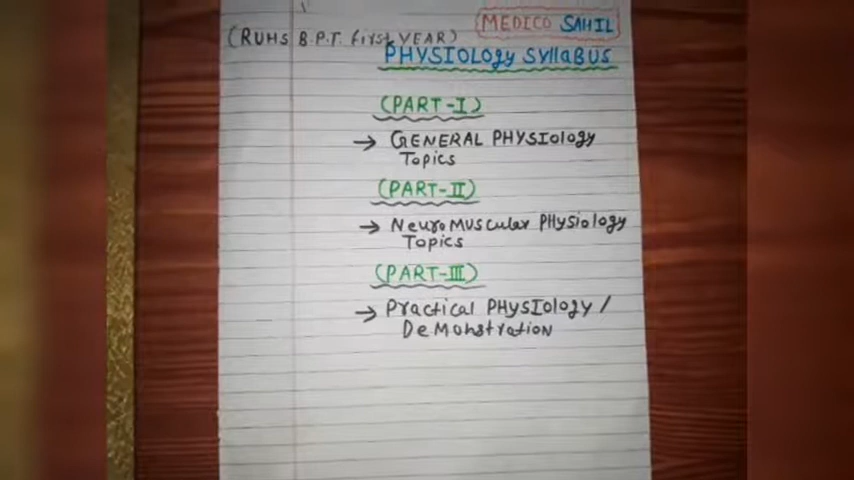 MEDICO SAHIL
(RUHS B.P.T. first YEAR)
PHYSIOLOgy SyllaBUS
(PART-I)
→ GENERAL PHYSIOlOgy
Topics
(PART-II)
→ NeuroMUScular PhySIology
Topics
(PART-III)
→ Practical PHYSIOlOgy /
DeMOnstration